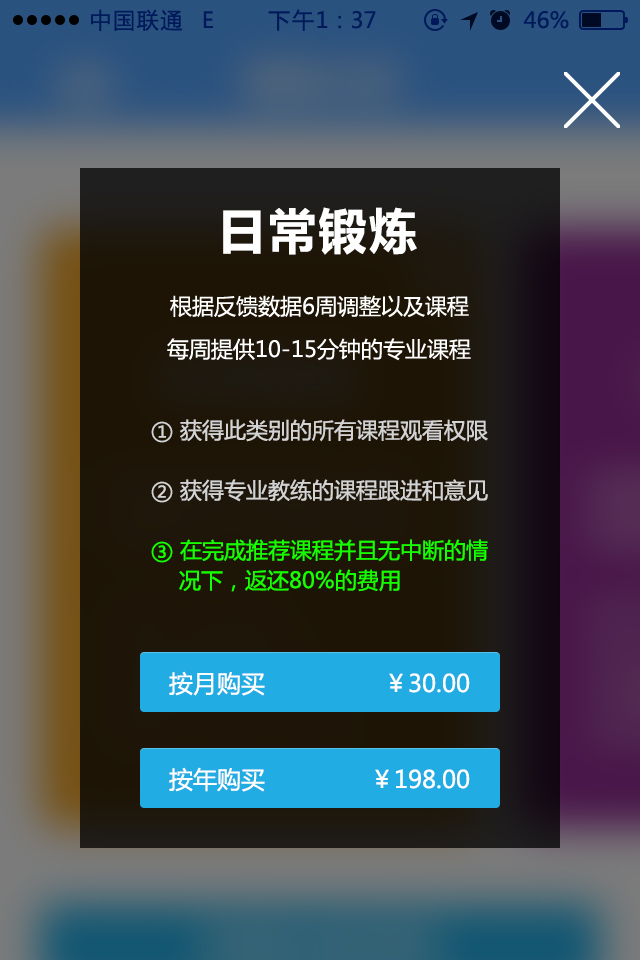 中国联通 E 下午1：37 46%
日常锻炼
根据反馈数据6周调整以及课程
每周提供10-15分钟的专业课程
① 获得此类别的所有课程观看权限
② 获得专业教练的课程跟进和意见
③ 在完成推荐课程并且无中断的情
况下，返还80%的费用
按月购买 ￥30.00
按年购买 ￥198.00